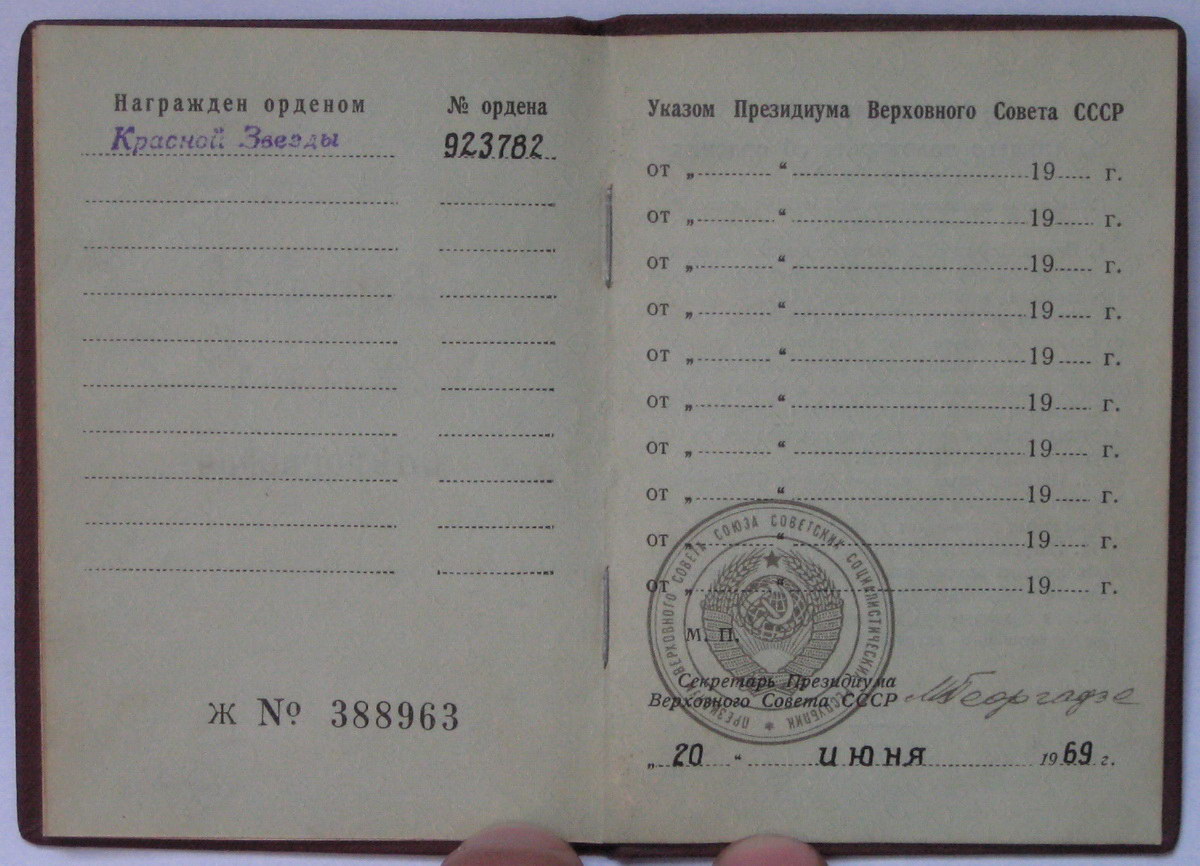 Награжден орденом № ордена
Красной Звезды 923782
Ж № 388963
Указом Президиума Верховного Совета СССР
от „ “ 19 г.
от „ “ 19 г.
от „ “ 19 г.
от „ “ 19 г.
от „ “ 19 г.
от „ “ 19 г.
от „ “ 19 г.
от „ “ 19 г.
от „ “ 19 г.
от „ “ 19 г.
ПРЕЗИДИУМ ВЕРХОВНОГО СОВЕТА СОЮЗА СОВЕТСКИХ СОЦИАЛИСТИЧЕСКИХ РЕСПУБЛИК
М. П.
Секретарь Президиума
Верховного Совета СССР МГеоргадзе
„ 20 “ июня 1969 г.